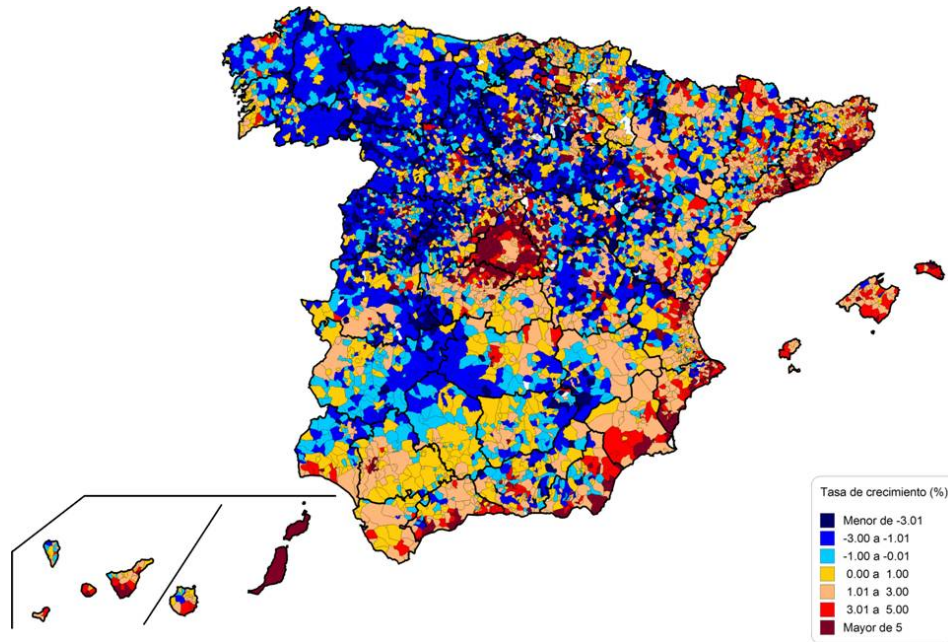 Tasa de crecimiento (%)
Menor de -3.01
-3.00 a -1.01
-1.00 a -0.01
0.00 a 1.00
1.01 a 3.00
3.01 a 5.00
Mayor de 5